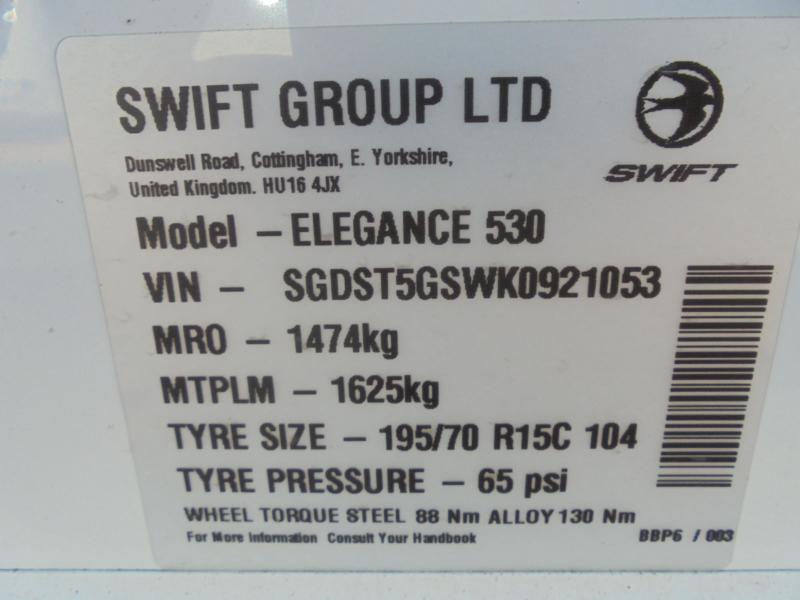 SWIFT GROUP LTD
SWIFT
Dunswell Road, Cottingham, E. Yorkshire,
United Kingdom. HU16 4JX
Model – ELEGANCE 530
VIN – SGDST5GSWK0921053
MRO – 1474kg
MTPLM – 1625kg
TYRE SIZE – 195/70 R15C 104
TYRE PRESSURE – 65 psi
WHEEL TORQUE STEEL 88 Nm ALLOY 130 Nm
For More Information Consult Your Handbook
BBP6 / 003